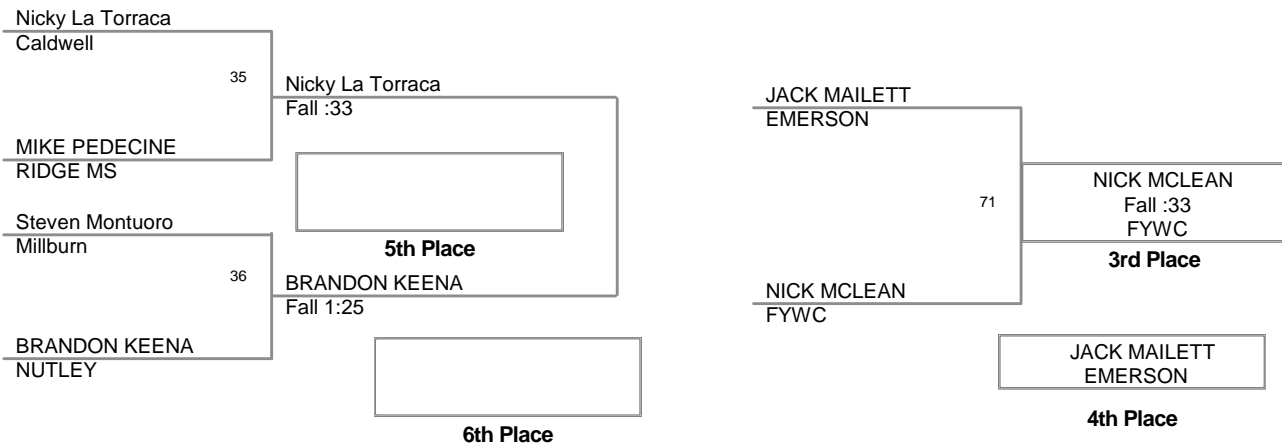 Nicky La Torraca
Caldwell
35
Nicky La Torraca
Fall :33
MIKE PEDECINE
RIDGE MS
Steven Montuoro
Millburn
5th Place
36
BRANDON KEENA
Fall 1:25
BRANDON KEENA
NUTLEY
6th Place
JACK MAILETT
EMERSON
71
NICK MCLEAN
Fall :33
FYWC
3rd Place
NICK MCLEAN
FYWC
JACK MAILETT
EMERSON
4th Place